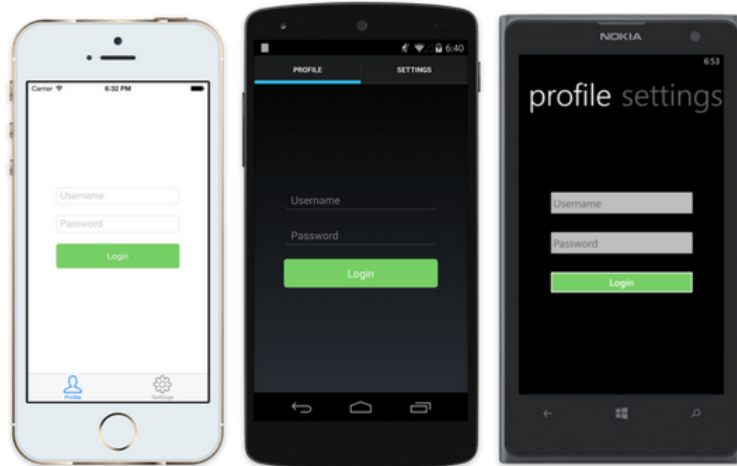 Carrier 6:32 PM
Username
Password
Login
Profile Settings
6:40
PROFILE SETTINGS
Username
Password
Login
NOKIA
6:53
profile settings
Username
Password
Login